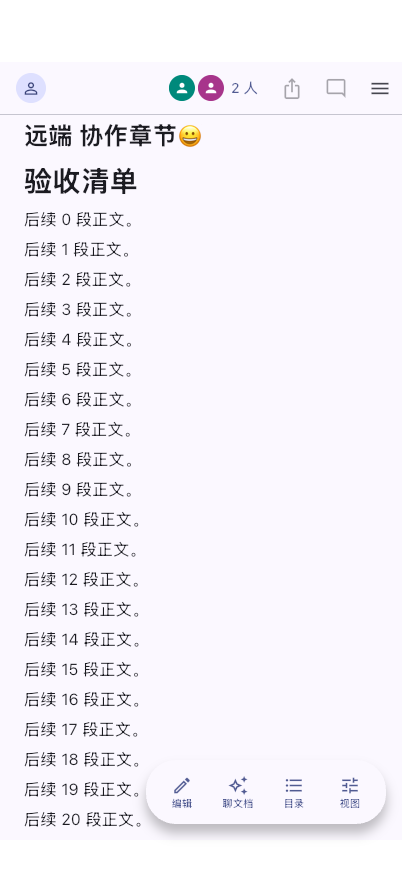 2 人
远端 协作章节😀
验收清单
后续 0 段正文。
后续 1 段正文。
后续 2 段正文。
后续 3 段正文。
后续 4 段正文。
后续 5 段正文。
后续 6 段正文。
后续 7 段正文。
后续 8 段正文。
后续 9 段正文。
后续 10 段正文。
后续 11 段正文。
后续 12 段正文。
后续 13 段正文。
后续 14 段正文。
后续 15 段正文。
后续 16 段正文。
后续 17 段正文。
后续 18 段正文。
后续 19 段正文。
后续 20 段正文。
编辑 聊文档 目录 视图